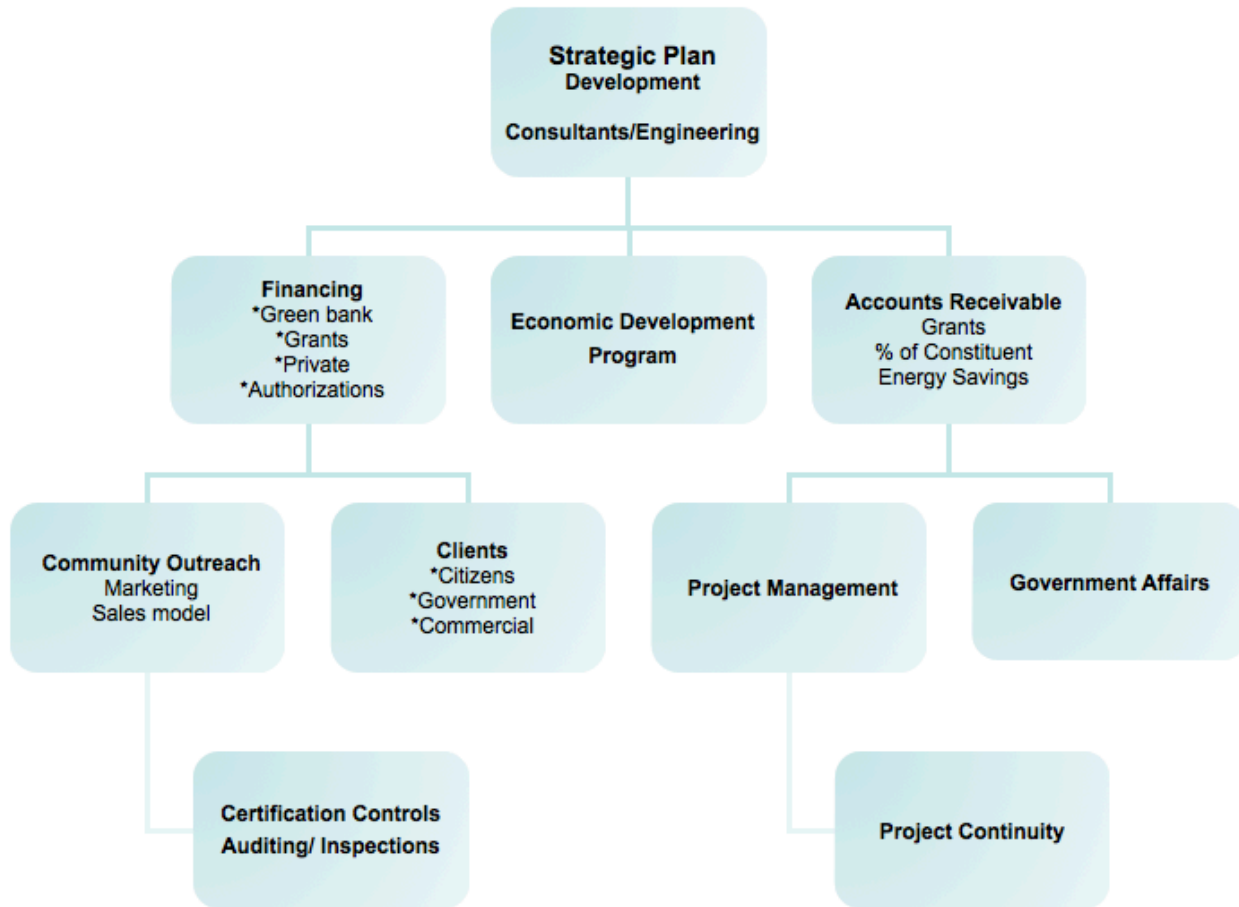 Strategic Plan
Development
Consultants/Engineering
Financing
*Green bank
*Grants
*Private
*Authorizations
Economic Development
Program
Accounts Receivable
Grants
% of Constituent
Energy Savings
Community Outreach
Marketing
Sales model
Clients
*Citizens
*Government
*Commercial
Project Management
Government Affairs
Certification Controls
Auditing/ Inspections
Project Continuity